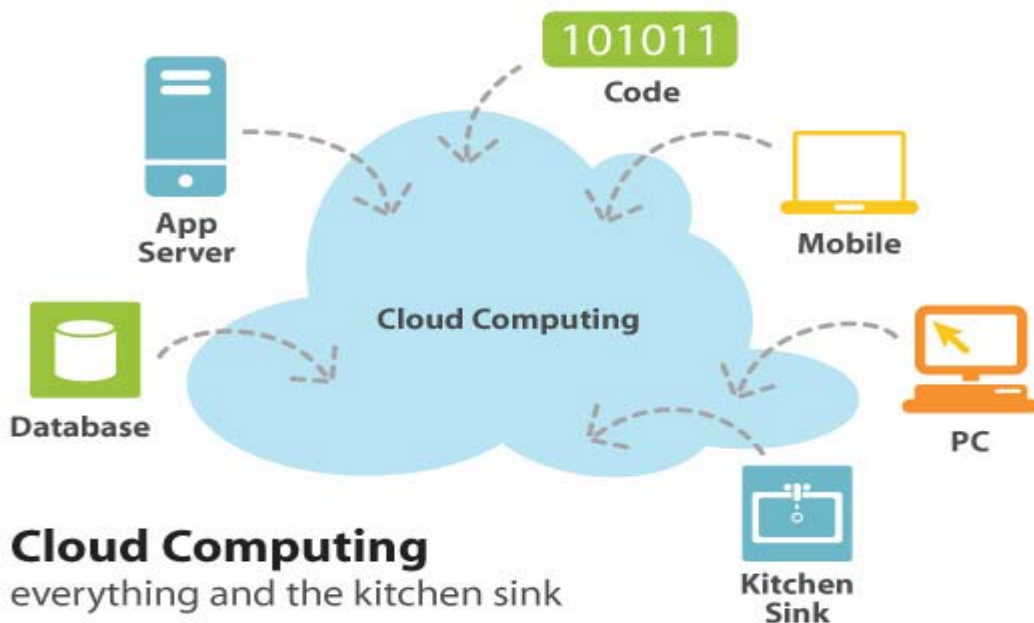 101011
Code
App
Server
Mobile
Cloud Computing
Database
PC
Kitchen
Sink
Cloud Computing
everything and the kitchen sink